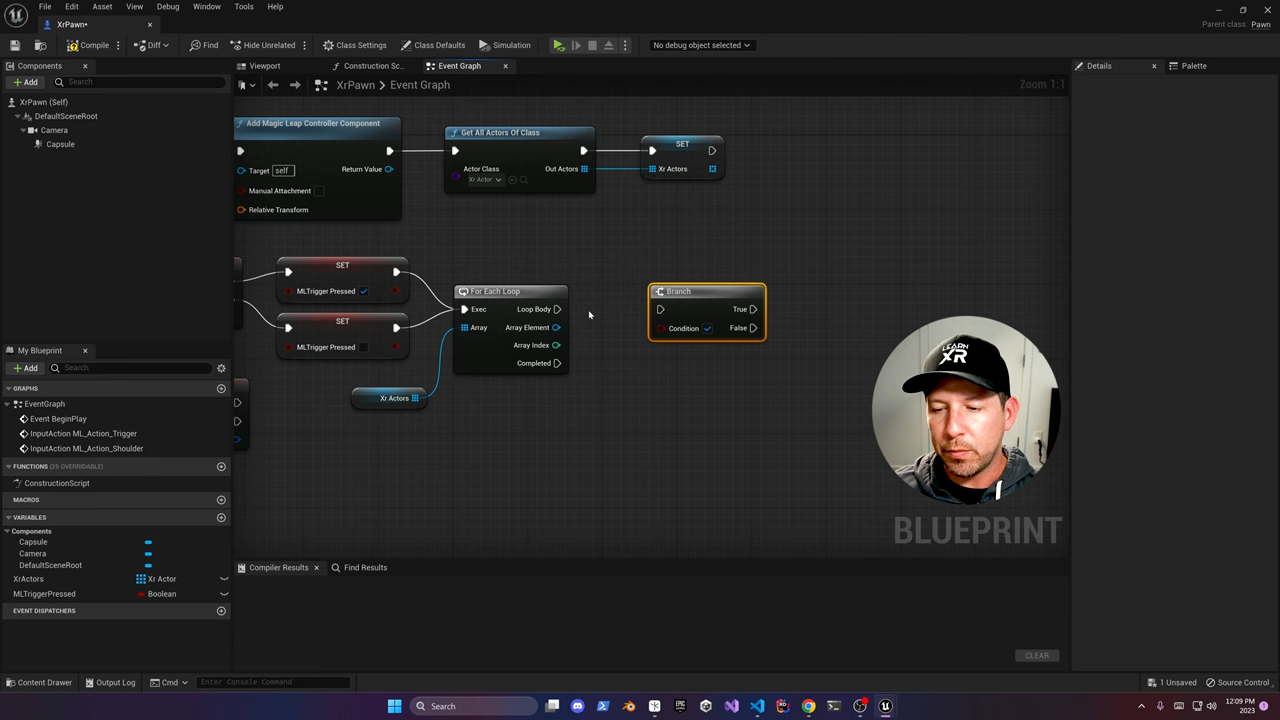 File Edit Asset View Debug Window Tools Help
XrPawn*
Parent class: Pawn
Compile Diff Find Hide Unrelated Class Settings Class Defaults Simulation No debug object selected
Components
Viewport Construction Sc... Event Graph
Details Palette
Add Search
XrPawn > Event Graph
Zoom 1:1
XrPawn (Self)
DefaultSceneRoot
Camera
Capsule
Add Magic Leap Controller Component
Target self Return Value
Manual Attachment
Relative Transform
Get All Actors Of Class
Actor Class Out Actors
Xr Actor
SET
Xr Actors
SET
MLTrigger Pressed
SET
MLTrigger Pressed
For Each Loop
Exec Loop Body
Array Array Element
Array Index
Completed
Branch
True
Condition False
Xr Actors
LEARN
XR
BLUEPRINT
My Blueprint
Add Search
GRAPHS
EventGraph
Event BeginPlay
InputAction ML_Action_Trigger
InputAction ML_Action_Shoulder
FUNCTIONS (25 OVERRIDABLE)
ConstructionScript
MACROS
VARIABLES
Components
Capsule
Camera
DefaultSceneRoot
XrActors Xr Actor
MLTriggerPressed Boolean
EVENT DISPATCHERS
Compiler Results Find Results
CLEAR
Content Drawer Output Log Cmd Enter Console Command
1 Unsaved Source Control
Search
12:09 PM
2023